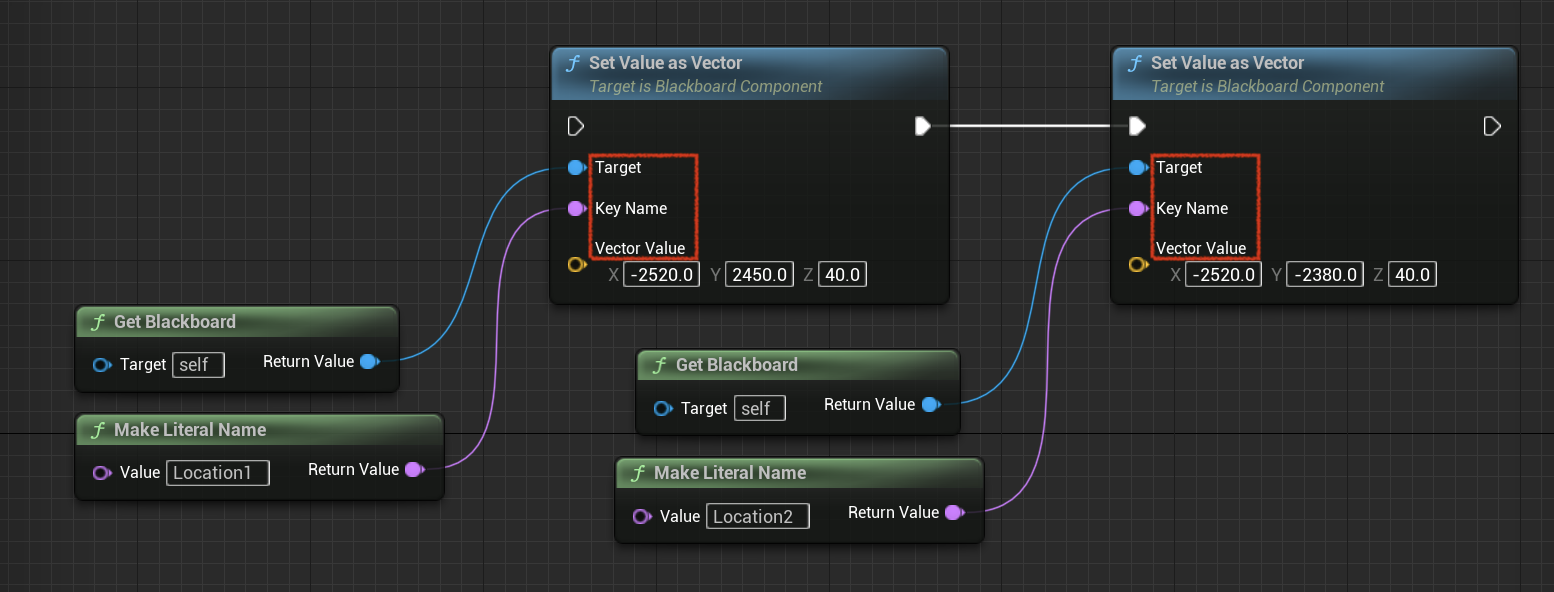 f Set Value as Vector
Target is Blackboard Component
Target
Key Name
Vector Value
X -2520.0 Y 2450.0 Z 40.0
f Set Value as Vector
Target is Blackboard Component
Target
Key Name
Vector Value
X -2520.0 Y -2380.0 Z 40.0
f Get Blackboard
Target self Return Value
f Make Literal Name
Value Location1 Return Value
f Get Blackboard
Target self Return Value
f Make Literal Name
Value Location2 Return Value